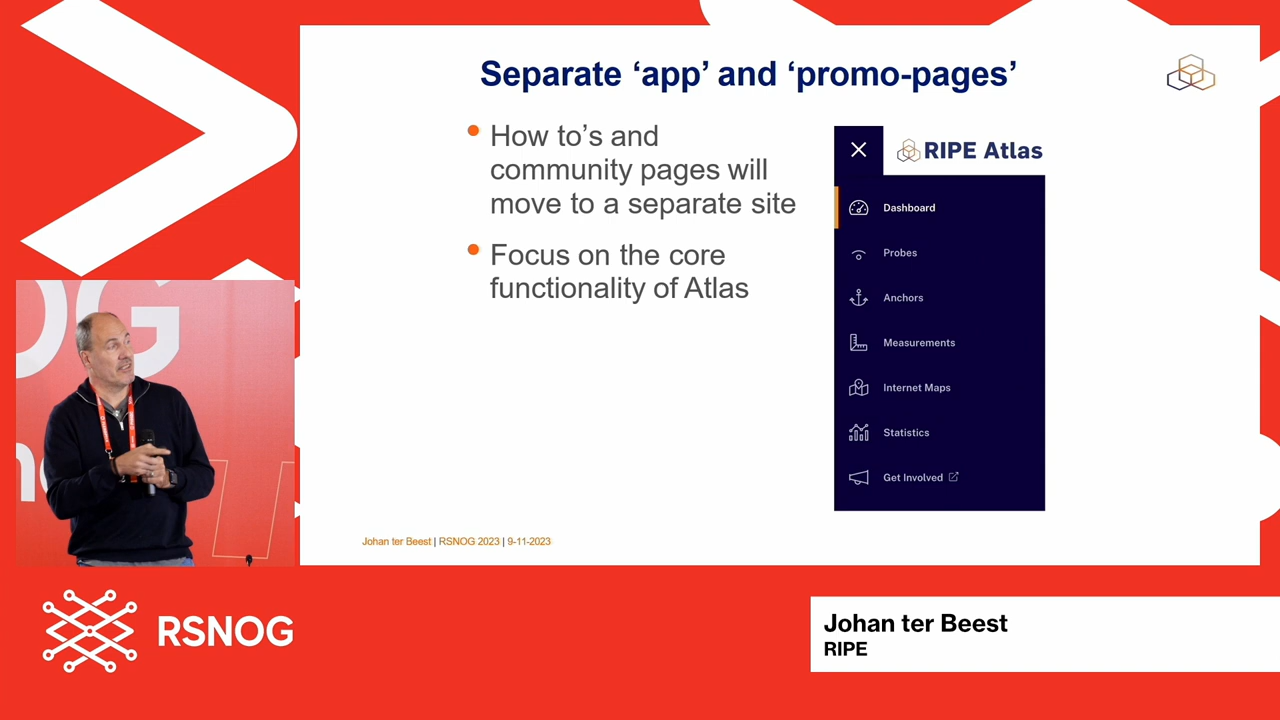 Separate ‘app’ and ‘promo-pages’
How to’s and
community pages will
move to a separate site
Focus on the core
functionality of Atlas
RIPE Atlas
Dashboard
Probes
Anchors
Measurements
Internet Maps
Statistics
Get Involved
Johan ter Beest | RSNOG 2023 | 9-11-2023
RSNOG
Johan ter Beest
RIPE